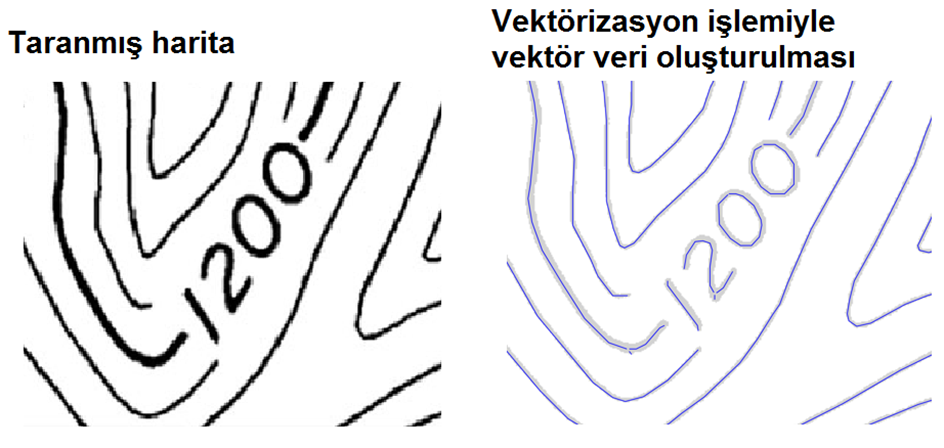 Taranmış harita
Vektörizasyon işlemiyle
vektör veri oluşturulması
1200
1200